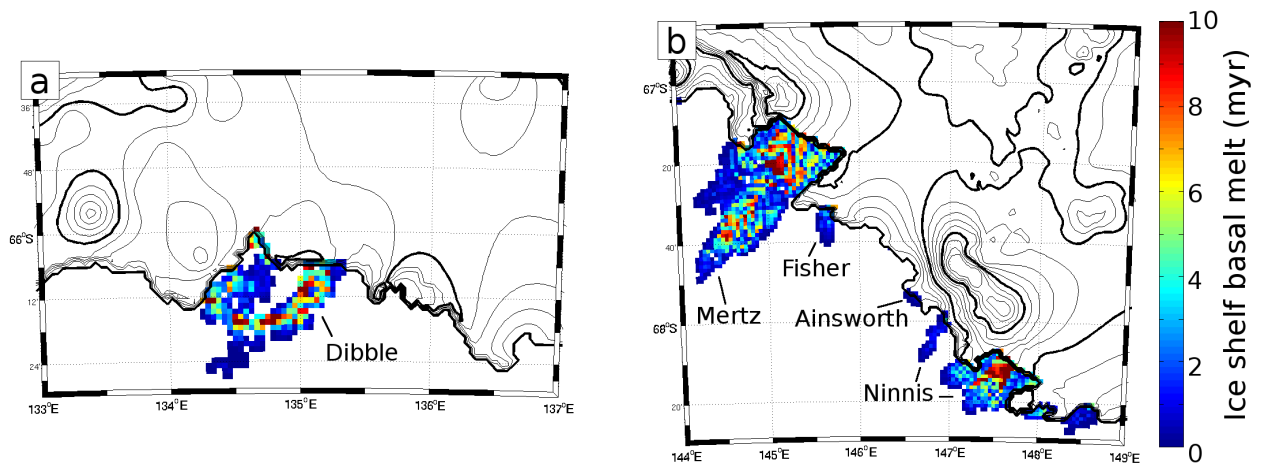 a
36'
48'
66°S
12'
24'
133°E
134°E
135°E
136°E
137°E
Dibble
b
67°S
20'
40'
68°S
20'
144°E
145°E
146°E
147°E
148°E
149°E
Mertz
Fisher
Ainsworth
Ninnis
10
8
6
4
2
0
Ice shelf basal melt (myr)